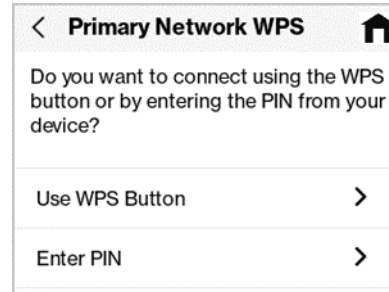 Primary Network WPS
Do you want to connect using the WPS
button or by entering the PIN from your
device?
Use WPS Button
Enter PIN